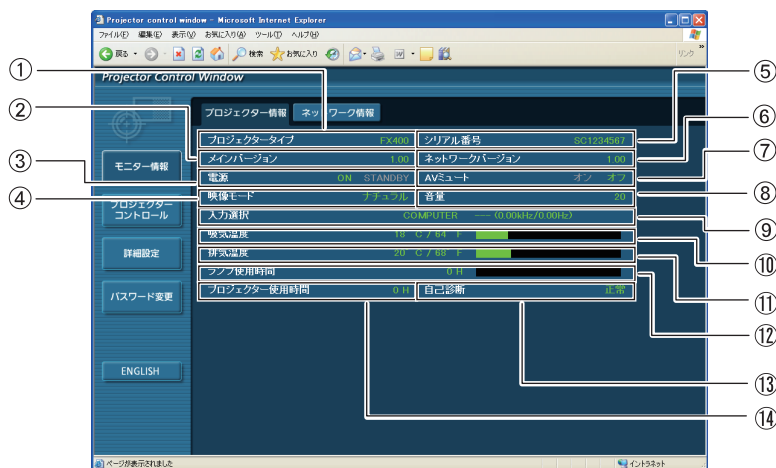 Projector control window - Microsoft Internet Explorer
ファイル(F) 編集(E) 表示(V) お気に入り(A) ツール(T) ヘルプ(H)
戻る 検索 お気に入り リンク »
Projector Control Window
プロジェクター情報 ネットワーク情報
プロジェクタータイプ FX400 シリアル番号 SC1234567
メインバージョン 1.00 ネットワークバージョン 1.00
電源 ON STANDBY AVミュート オン オフ
映像モード ナチュラル 音量 20
入力選択 COMPUTER --- (0.00kHz/0.00Hz)
吸気温度 18 C / 64 F
排気温度 20 C / 68 F
ランプ使用時間 0 H
プロジェクター使用時間 0 H 自己診断 正常
モニター情報
プロジェクター
コントロール
詳細設定
パスワード変更
ENGLISH
ページが表示されました イントラネット
①
②
③
④
⑤
⑥
⑦
⑧
⑨
⑩
⑪
⑫
⑬
⑭